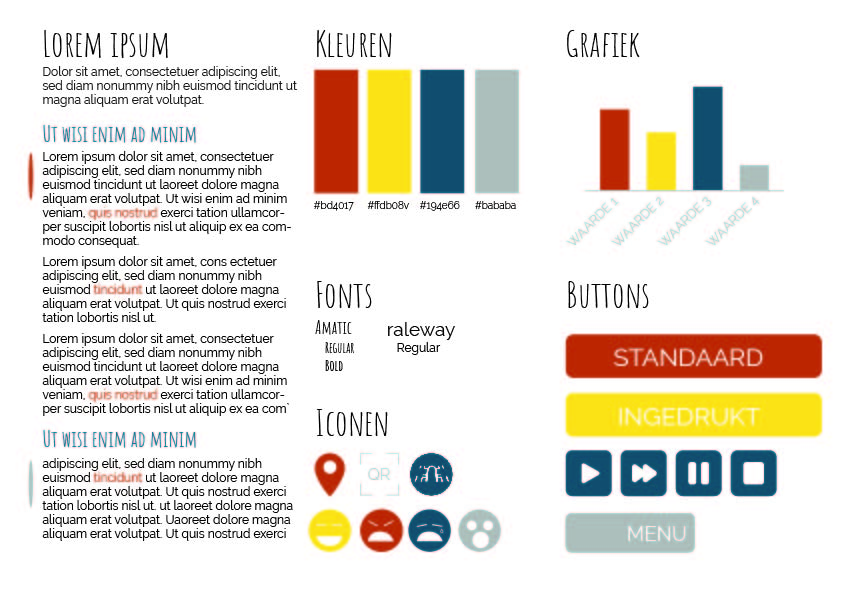 Lorem ipsum
Dolor sit amet, consectetuer adipiscing elit,
sed diam nonummy nibh euismod tincidunt ut
magna aliquam erat volutpat.
Ut wisi enim ad minim
Lorem ipsum dolor sit amet, consectetuer
adipiscing elit, sed diam nonummy nibh
euismod tincidunt ut laoreet dolore magna
aliquam erat volutpat. Ut wisi enim ad minim
veniam, quis nostrud exerci tation ullamcor-
per suscipit lobortis nisl ut aliquip ex ea com-
modo consequat.
Lorem ipsum dolor sit amet, cons ectetuer
adipiscing elit, sed diam nonummy nibh
euismod tincidunt ut laoreet dolore magna
aliquam erat volutpat. Ut quis nostrud exerci
tation lobortis nisl ut.
Lorem ipsum dolor sit amet, consectetuer
adipiscing elit, sed diam nonummy nibh
euismod tincidunt ut laoreet dolore magna
aliquam erat volutpat. Ut wisi enim ad minim
veniam, quis nostrud exerci tation ullamcor-
per suscipit lobortis nisl ut aliquip ex ea com`
Ut wisi enim ad minim
adipiscing elit, sed diam nonummy nibh
euismod tincidunt ut laoreet dolore magna
aliquam erat volutpat. Ut quis nostrud exerci
tation lobortis nisl ut. ut laoreet dolore magna
aliquam erat volutpat. Uaoreet dolore magna
aliquam erat volutpat. Ut quis nostrud exerci
Kleuren
#bd4017 #ffdb08v #194e66 #bababa
Fonts
Amatic
Regular
Bold
raleway
Regular
Iconen
QR
Grafiek
WAARDE 1
WAARDE 2
WAARDE 3
WAARDE 4
Buttons
STANDAARD
INGEDRUKT
MENU